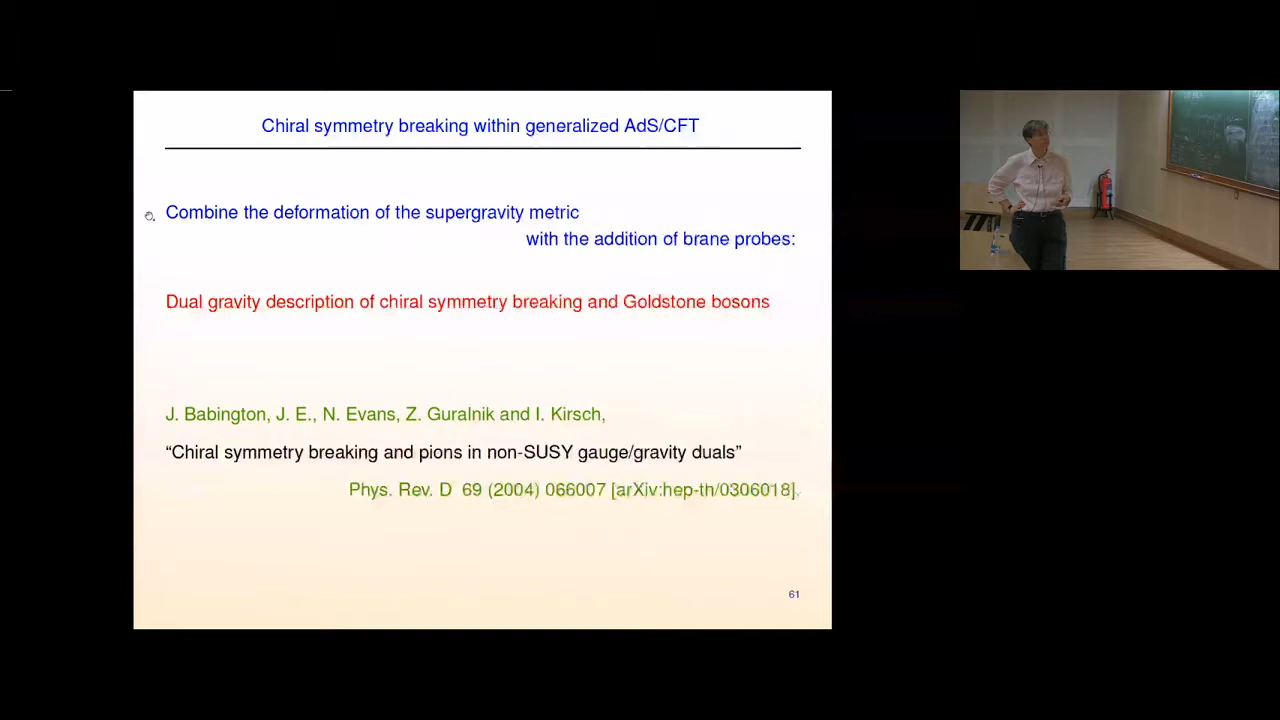 Chiral symmetry breaking within generalized AdS/CFT
Combine the deformation of the supergravity metric
with the addition of brane probes:
Dual gravity description of chiral symmetry breaking and Goldstone bosons
J. Babington, J. E., N. Evans, Z. Guralnik and I. Kirsch,
“Chiral symmetry breaking and pions in non-SUSY gauge/gravity duals”
Phys. Rev. D 69 (2004) 066007 [arXiv:hep-th/0306018].
61